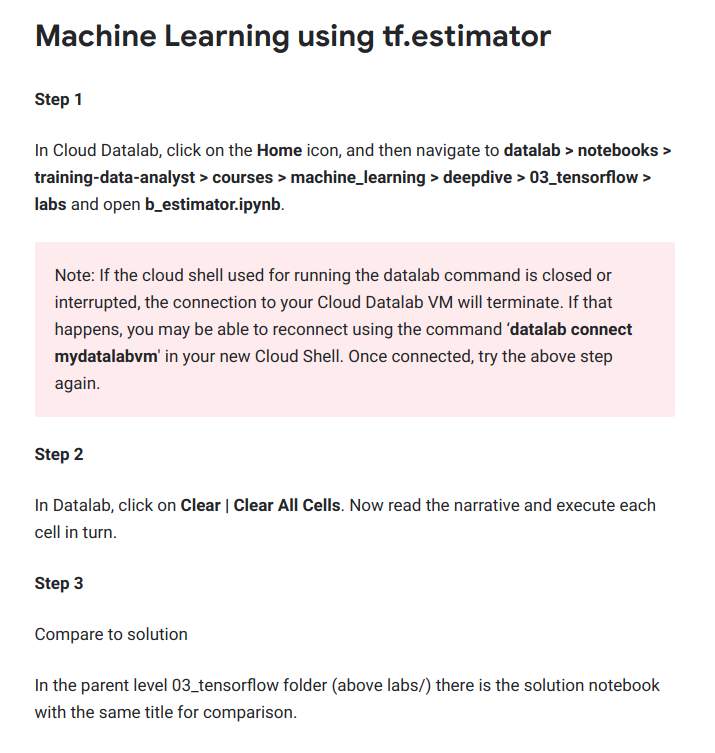 Machine Learning using tf.estimator
Step 1
In Cloud Datalab, click on the Home icon, and then navigate to datalab > notebooks >
training-data-analyst > courses > machine_learning > deepdive > 03_tensorflow >
labs and open b_estimator.ipynb.
Note: If the cloud shell used for running the datalab command is closed or
interrupted, the connection to your Cloud Datalab VM will terminate. If that
happens, you may be able to reconnect using the command ‘datalab connect
mydatalabvm' in your new Cloud Shell. Once connected, try the above step
again.
Step 2
In Datalab, click on Clear | Clear All Cells. Now read the narrative and execute each
cell in turn.
Step 3
Compare to solution
In the parent level 03_tensorflow folder (above labs/) there is the solution notebook
with the same title for comparison.